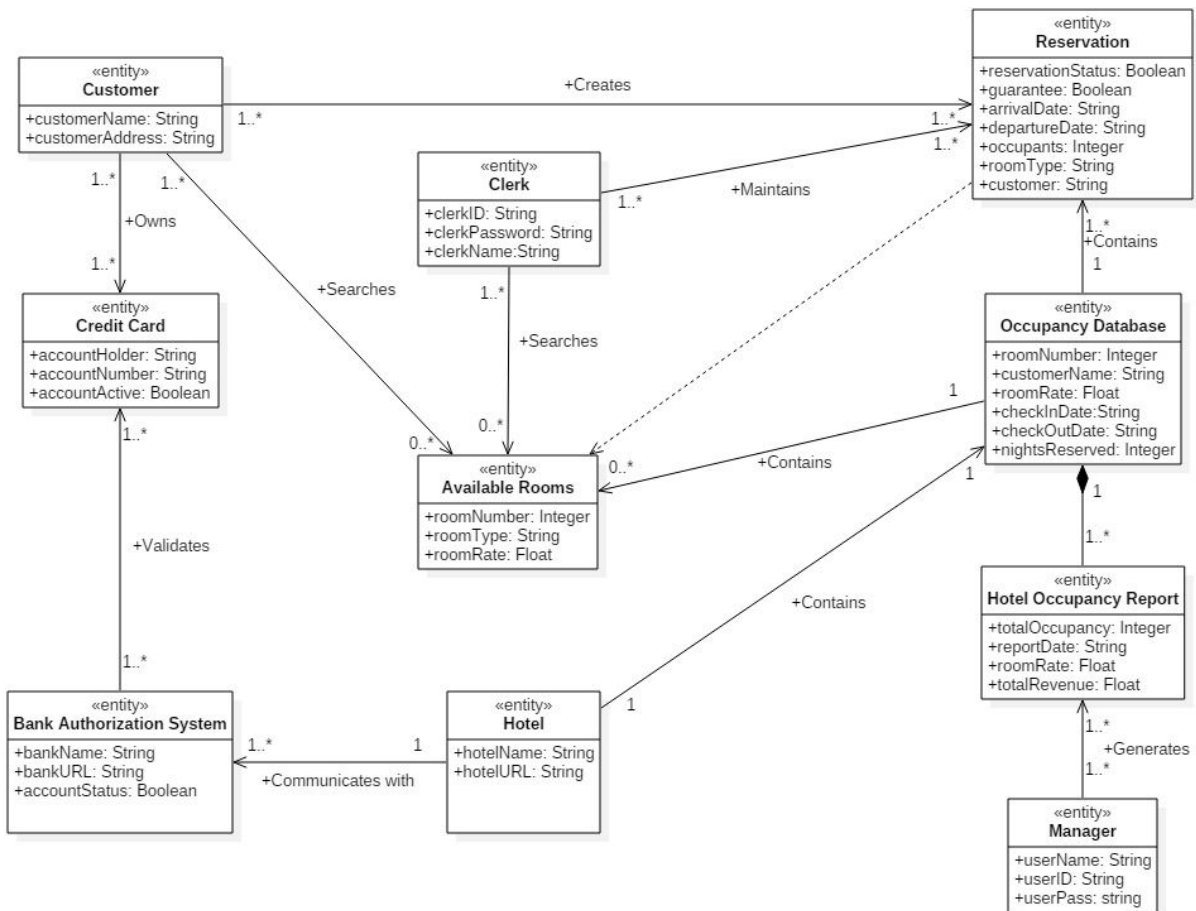 «entity»
Customer
+customerName: String
+customerAddress: String
+Creates
1..*
1..*
«entity»
Reservation
+reservationStatus: Boolean
+guarantee: Boolean
+arrivalDate: String
+departureDate: String
+occupants: Integer
+roomType: String
+customer: String
«entity»
Clerk
+clerkID: String
+clerkPassword: String
+clerkName:String
1..*
+Maintains
1..*
1..*
+Owns
1..*
1..*
+Searches
0..*
1..*
+Searches
0..*
1..*
+Contains
1
«entity»
Credit Card
+accountHolder: String
+accountNumber: String
+accountActive: Boolean
«entity»
Occupancy Database
+roomNumber: Integer
+customerName: String
+roomRate: Float
+checkInDate:String
+checkOutDate: String
+nightsReserved: Integer
1
+Contains
0..*
«entity»
Available Rooms
+roomNumber: Integer
+roomType: String
+roomRate: Float
1..*
+Validates
1..*
1
+Contains
1
1
1..*
«entity»
Hotel Occupancy Report
+totalOccupancy: Integer
+reportDate: String
+roomRate: Float
+totalRevenue: Float
«entity»
Bank Authorization System
+bankName: String
+bankURL: String
+accountStatus: Boolean
1..*
1
+Communicates with
«entity»
Hotel
+hotelName: String
+hotelURL: String
1..*
+Generates
1..*
«entity»
Manager
+userName: String
+userID: String
+userPass: string